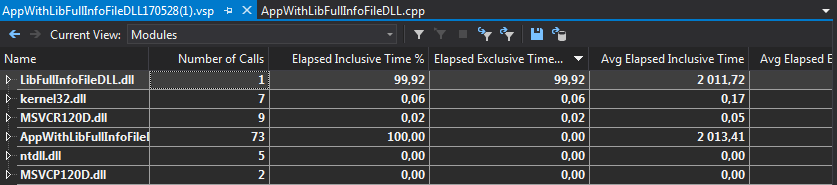 AppWithLibFullInfoFileDLL170528(1).vsp AppWithLibFullInfoFileDLL.cpp
Current View: Modules
Name Number of Calls Elapsed Inclusive Time % Elapsed Exclusive Time... Avg Elapsed Inclusive Time Avg Elapsed E
LibFullInfoFileDLL.dll 1 99,92 99,92 2 011,72
kernel32.dll 7 0,06 0,06 0,17
MSVCR120D.dll 9 0,02 0,02 0,05
AppWithLibFullInfoFileI 73 100,00 0,00 2 013,41
ntdll.dll 5 0,00 0,00 0,00
MSVCP120D.dll 2 0,00 0,00 0,00